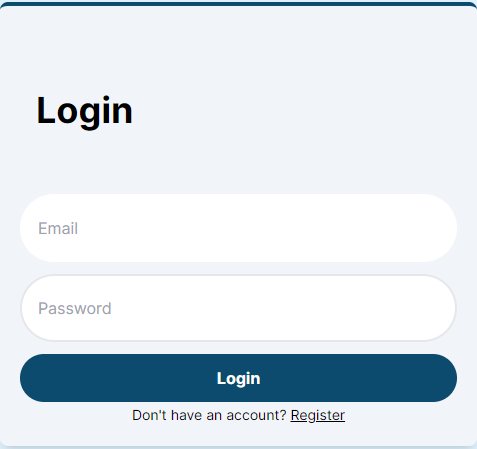 Login
Email
Password
Login
Don't have an account? Register